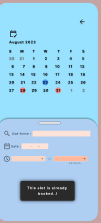 August 2023
S M T W T F S
30 31 1 2 3 4 5
6 7 8 9 10 11 12
13 14 15 16 17 18 19
20 21 22 23 24 25 26
27 28 29 30 31 1 2
Add Name :
Date :
This slot is already
booked.!